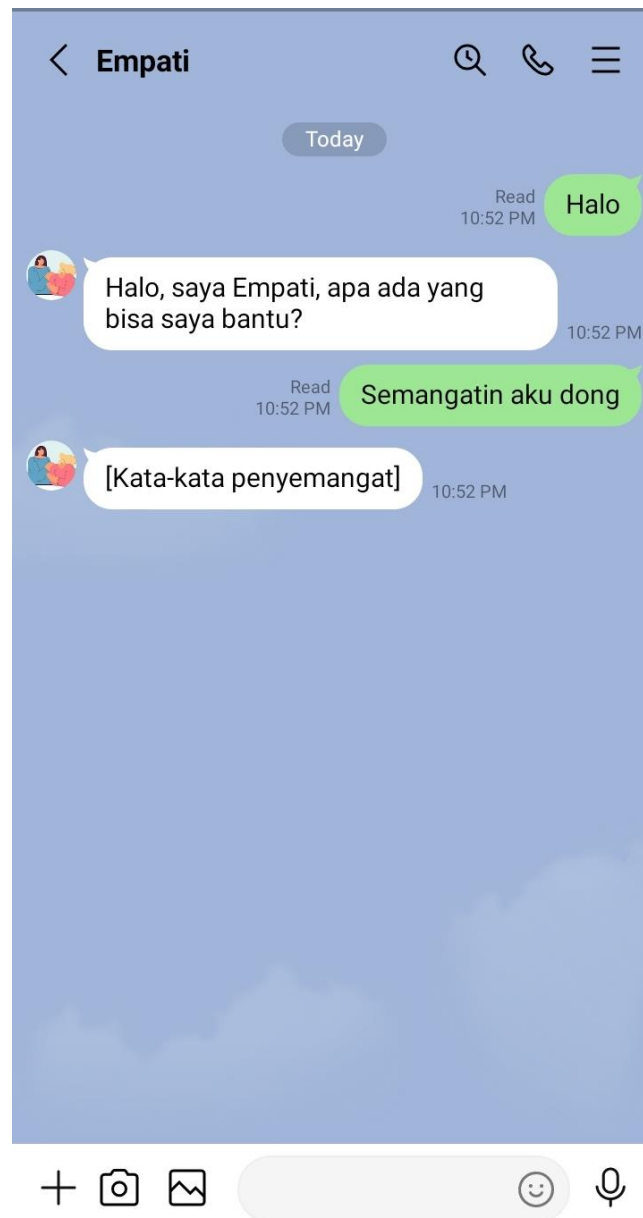 Empati
Today
Read
10:52 PM
Halo
Halo, saya Empati, apa ada yang
bisa saya bantu?
10:52 PM
Read
10:52 PM
Semangatin aku dong
[Kata-kata penyemangat]
10:52 PM